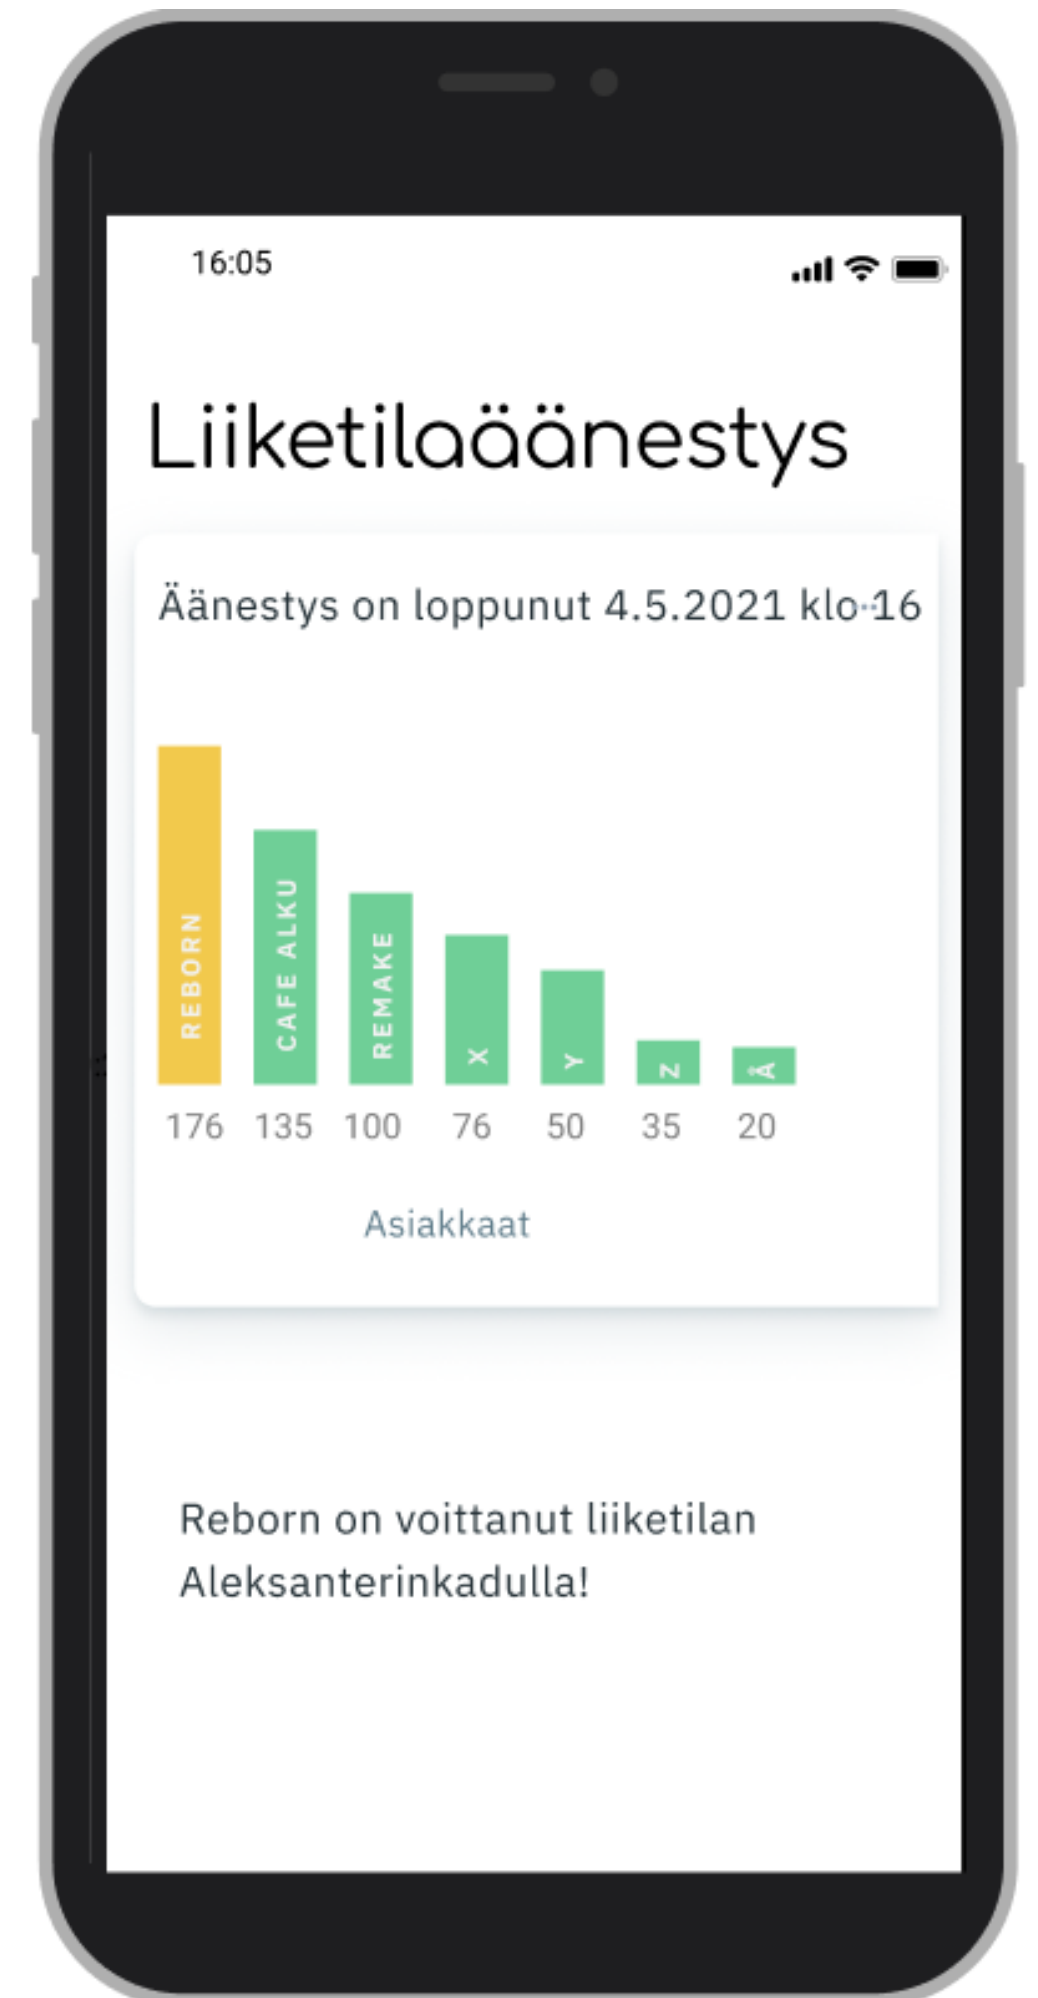 16:05
Liiketilaäänestys
Äänestys on loppunut 4.5.2021 klo 16
REBORN
CAFE ALKU
REMAKE
X
Y
Z
Å
176 135 100 76 50 35 20
Asiakkaat
Reborn on voittanut liiketilan
Aleksanterinkadulla!